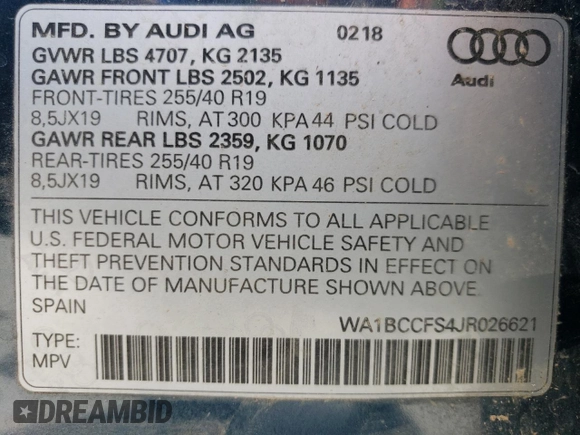 MFD. BY AUDI AG 0218
GVWR LBS 4707, KG 2135
GAWR FRONT LBS 2502, KG 1135
Audi
FRONT-TIRES 255/40 R19
8,5JX19 RIMS, AT 300 KPA 44 PSI COLD
GAWR REAR LBS 2359, KG 1070
REAR-TIRES 255/40 R19
8,5JX19 RIMS, AT 320 KPA 46 PSI COLD
THIS VEHICLE CONFORMS TO ALL APPLICABLE
U.S. FEDERAL MOTOR VEHICLE SAFETY AND
THEFT PREVENTION STANDARDS IN EFFECT ON
THE DATE OF MANUFACTURE SHOWN ABOVE.
SPAIN
WA1BCCFS4JR026621
TYPE:
MPV
DREAMBID